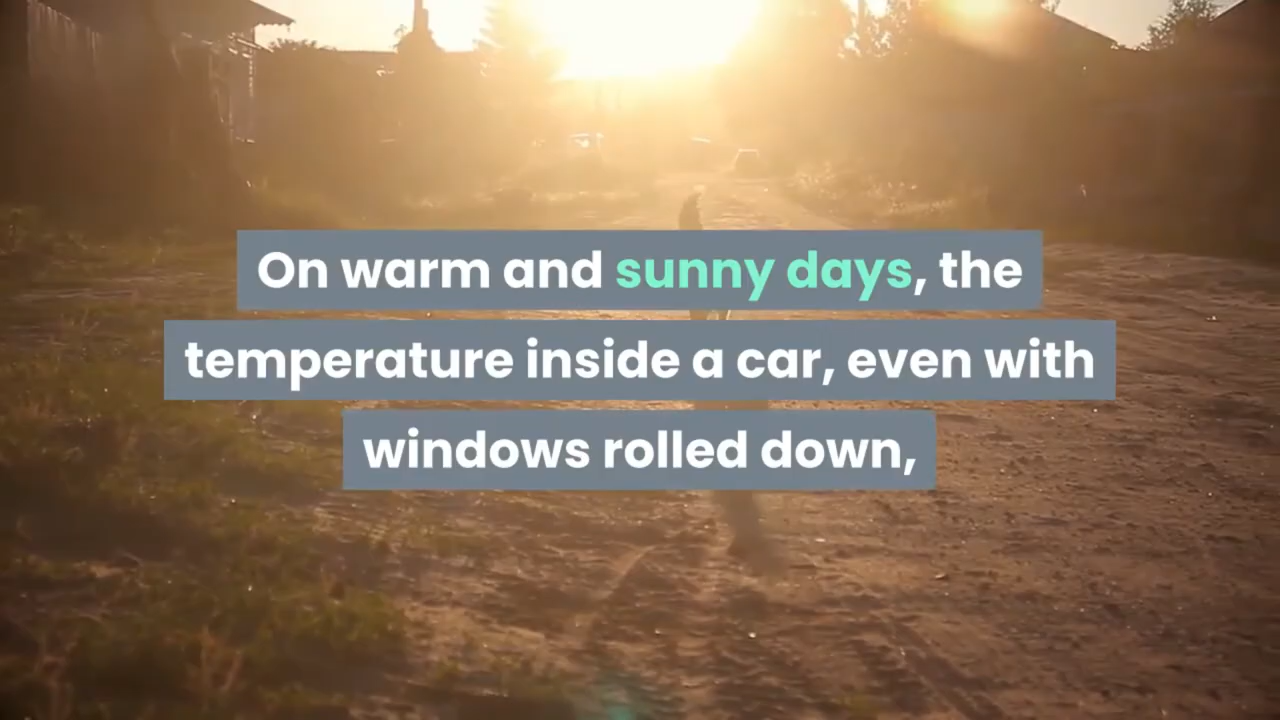 On warm and sunny days, the
temperature inside a car, even with
windows rolled down,